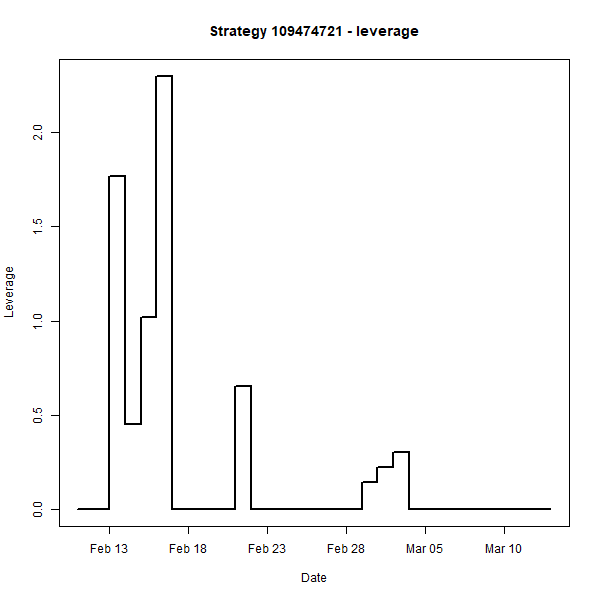 Strategy 109474721 - leverage
Leverage
2.0
1.5
1.0
0.5
0.0
Feb 13
Feb 18
Feb 23
Feb 28
Mar 05
Mar 10
Date